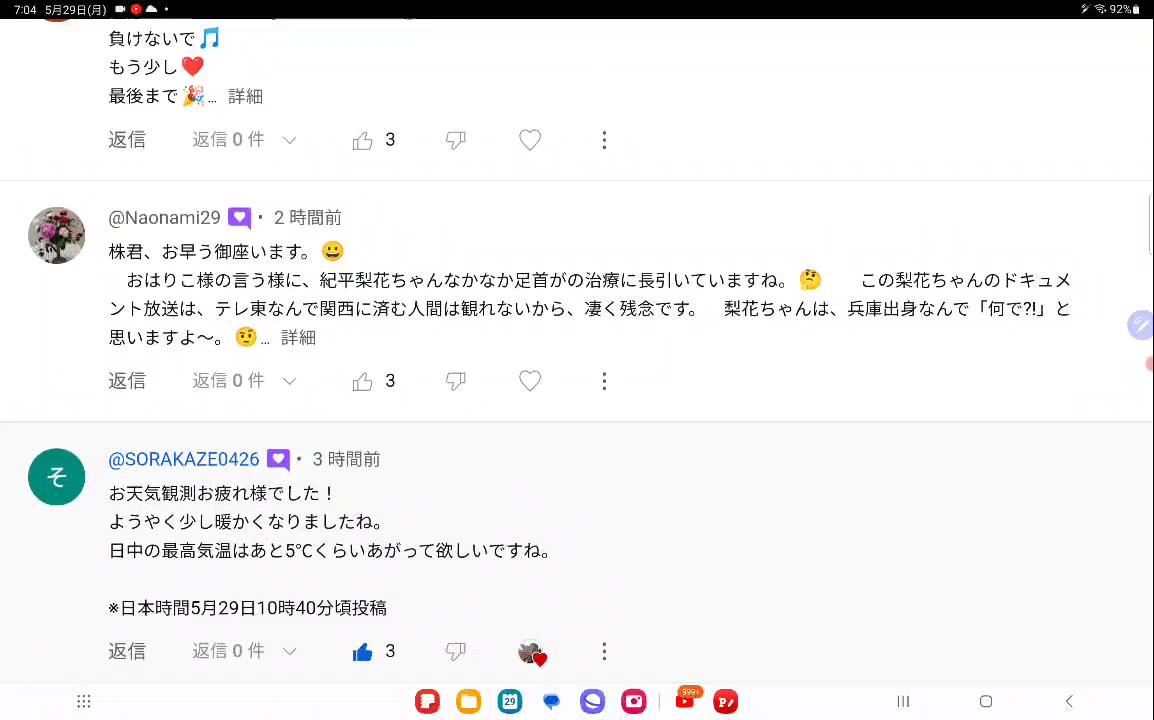 7:04 5月29日(月) 92%
負けないで🎵
もう少し❤️
最後まで🎉... 詳細
返信 返信 0 件 3
@Naonami29 • 2 時間前
株君、お早う御座います。😀
おはりこ様の言う様に、紀平梨花ちゃんなかなか足首がの治療に長引いていますね。🤔 この梨花ちゃんのドキュメ
ント放送は、テレ東なんで関西に済む人間は観れないから、凄く残念です。 梨花ちゃんは、兵庫出身なんで「何で?!」と
思いますよ〜。🤨... 詳細
返信 返信 0 件 3
そ @SORAKAZE0426 • 3 時間前
お天気観測お疲れ様でした！
ようやく少し暖かくなりましたね。
日中の最高気温はあと5℃くらいあがって欲しいですね。
※日本時間5月29日10時40分頃投稿
返信 返信 0 件 3
29 999+